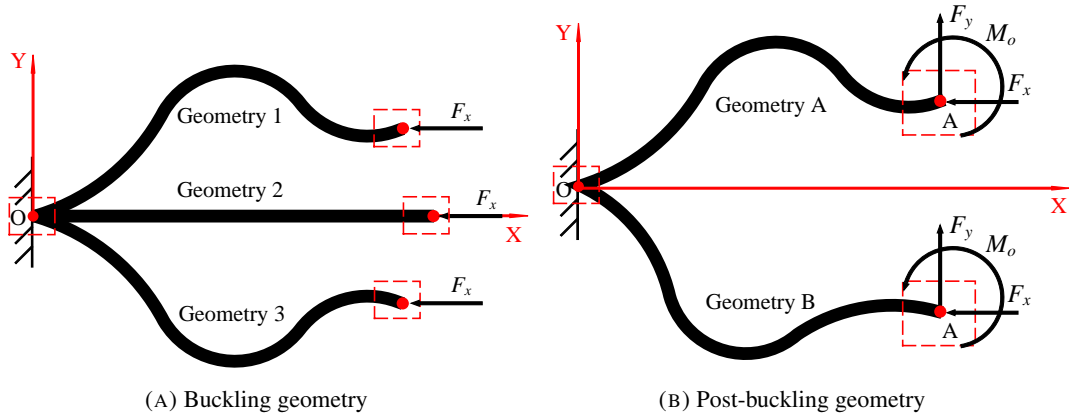 Y
Geometry 1
F_x
Geometry 2
F_x
O
X
Geometry 3
F_x
(A) Buckling geometry
Y
F_y
M_o
F_x
Geometry A
A
O
X
F_y
M_o
Geometry B
F_x
A
(B) Post-buckling geometry